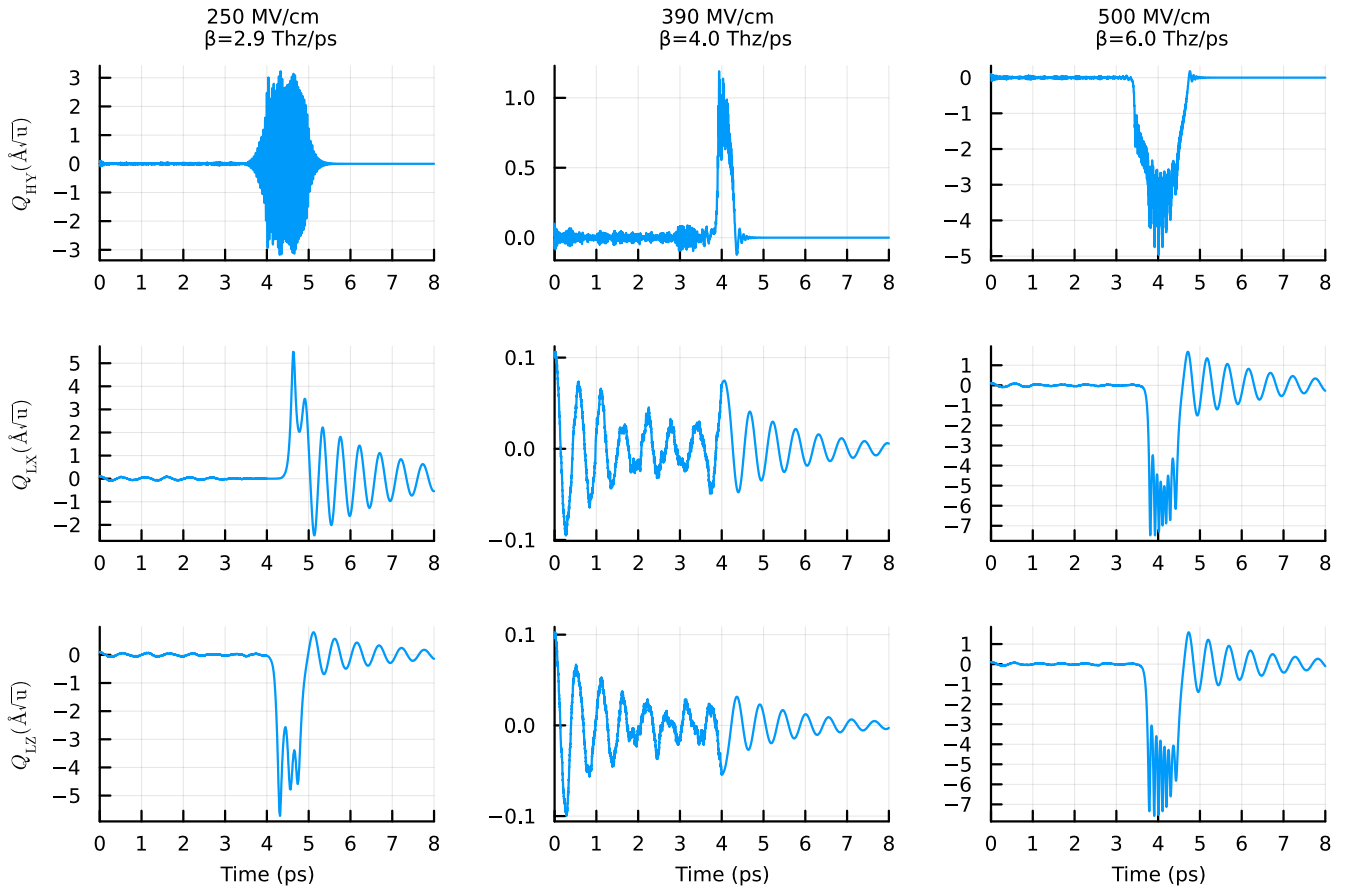 250 MV/cm
β=2.9 Thz/ps
390 MV/cm
β=4.0 Thz/ps
500 MV/cm
β=6.0 Thz/ps
Q_HY(Å√u)
3
2
1
0
−1
−2
−3
0 1 2 3 4 5 6 7 8
1.0
0.5
0.0
0 1 2 3 4 5 6 7 8
0
−1
−2
−3
−4
−5
0 1 2 3 4 5 6 7 8
Q_LX(Å√u)
5
4
3
2
1
0
−1
−2
0 1 2 3 4 5 6 7 8
0.1
0.0
−0.1
0 1 2 3 4 5 6 7 8
1
0
−1
−2
−3
−4
−5
−6
−7
0 1 2 3 4 5 6 7 8
Q_LZ(Å√u)
0
−1
−2
−3
−4
−5
0 1 2 3 4 5 6 7 8
Time (ps)
0.1
0.0
−0.1
0 1 2 3 4 5 6 7 8
Time (ps)
1
0
−1
−2
−3
−4
−5
−6
−7
0 1 2 3 4 5 6 7 8
Time (ps)